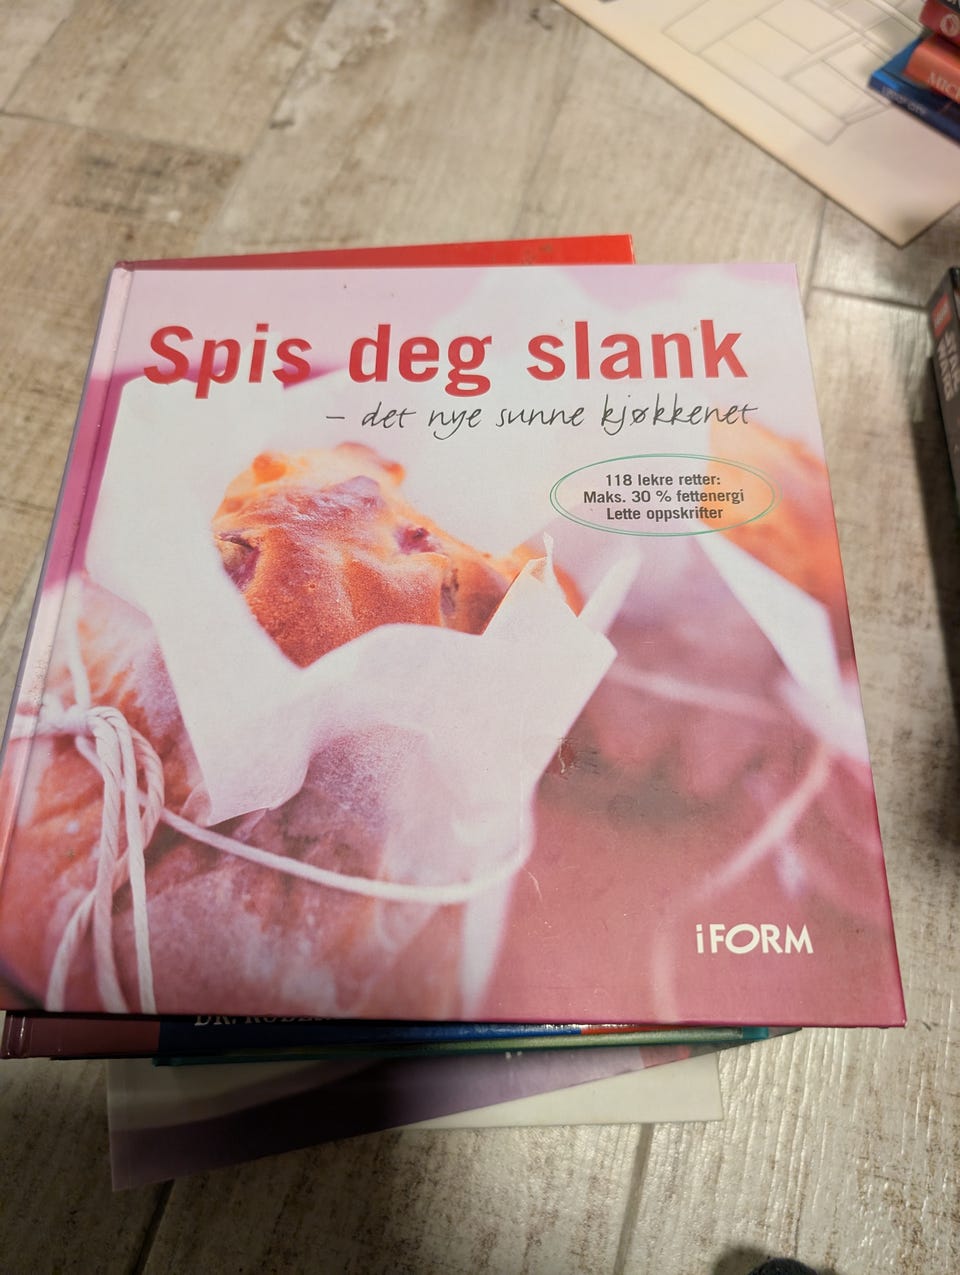 Spis deg slank
– det nye sunne kjøkkenet
118 lekre retter:
Maks. 30 % fettenergi
Lette oppskrifter
iFORM